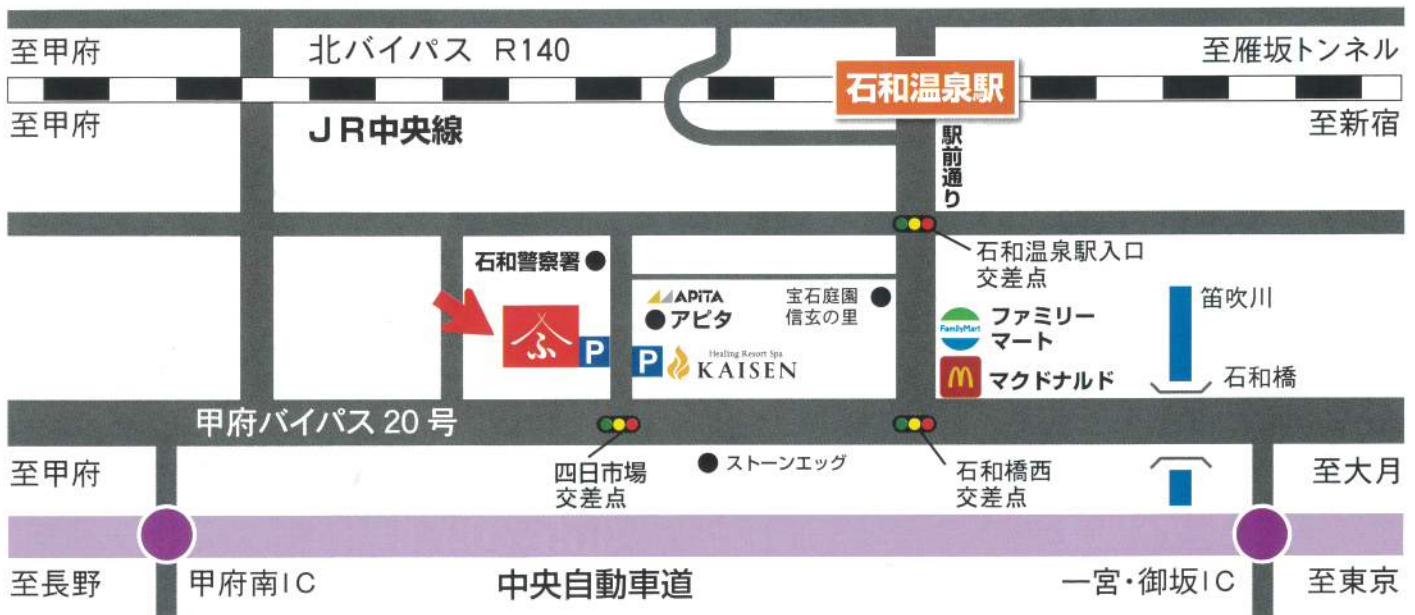 至甲府
北バイパス R140
至雁坂トンネル
石和温泉駅
至甲府
JR中央線
至新宿
駅前通り
石和警察署
石和温泉駅入口
交差点
APiTA
アピタ
宝石庭園
信玄の里
FamilyMart
ファミリー
マート
笛吹川
ふ
P
P
Healing Resort Spa
KAISEN
マクドナルド
石和橋
甲府バイパス 20 号
至甲府
四日市場
交差点
ストーンエッグ
石和橋西
交差点
至大月
至長野
甲府南IC
中央自動車道
一宮・御坂IC
至東京